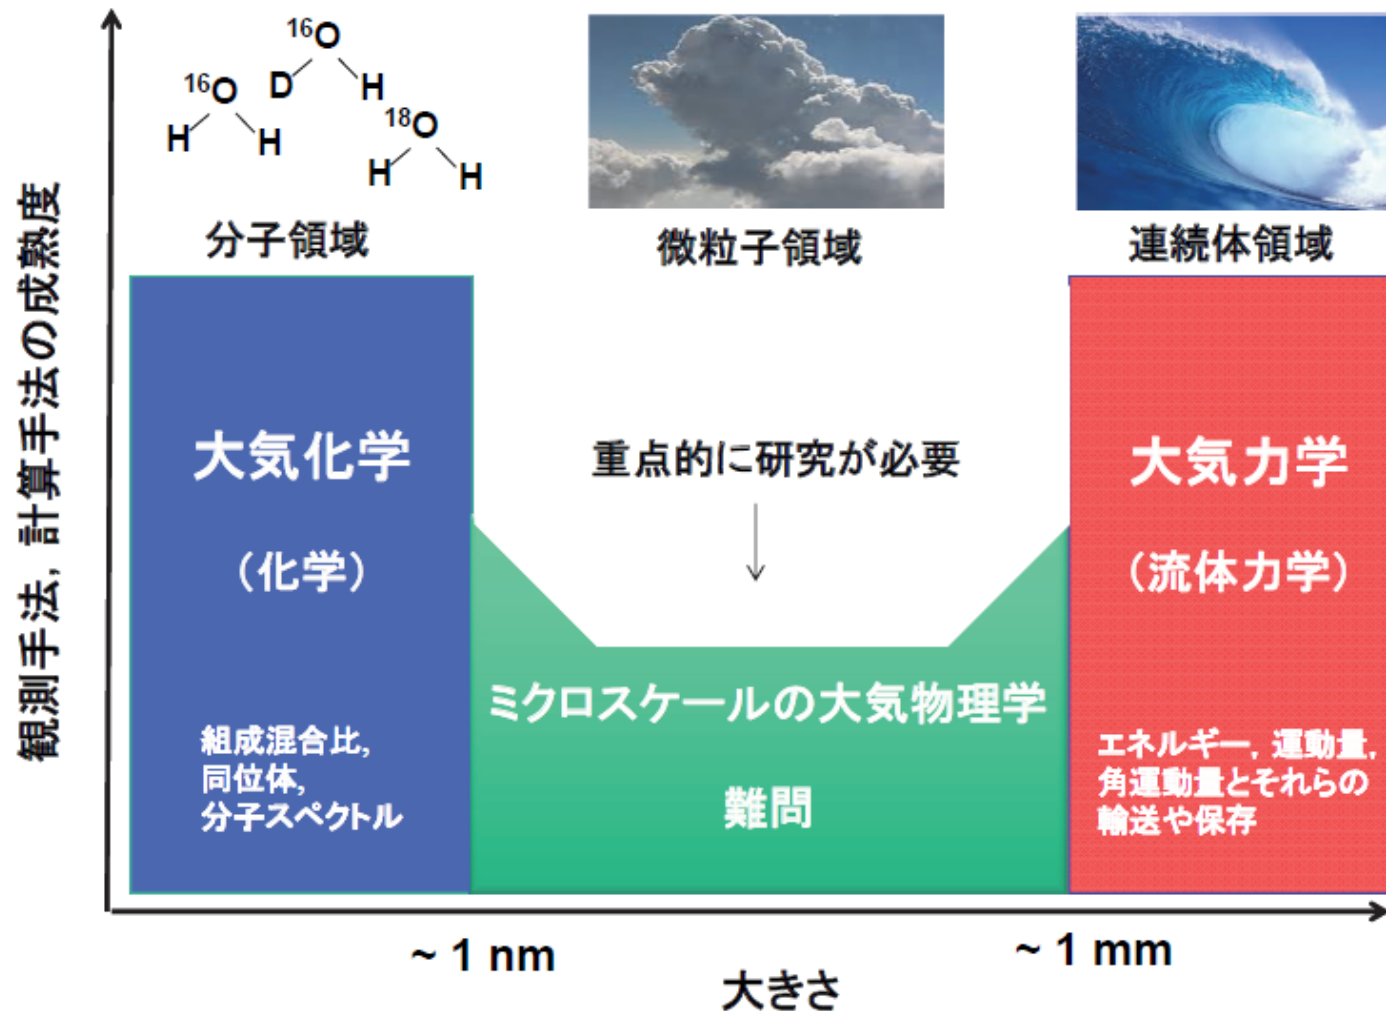 観測手法, 計算手法の成熟度
16O
D H
16O
H H
18O
H H
分子領域
微粒子領域
連続体領域
大気化学
(化学)
組成混合比,
同位体,
分子スペクトル
重点的に研究が必要
ミクロスケールの大気物理学
難問
大気力学
(流体力学)
エネルギー, 運動量,
角運動量とそれらの
輸送や保存
~ 1 nm
~ 1 mm
大きさ